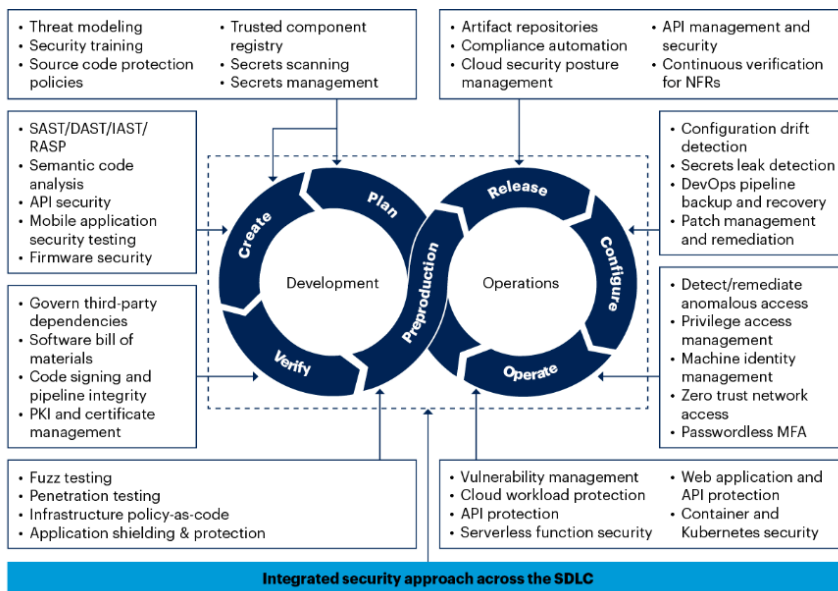 • Threat modeling
• Security training
• Source code protection
policies
• Trusted component
registry
• Secrets scanning
• Secrets management
• Artifact repositories
• Compliance automation
• Cloud security posture
management
• API management and
security
• Continuous verification
for NFRs
• SAST/DAST/IAST/
RASP
• Semantic code
analysis
• API security
• Mobile application
security testing
• Firmware security
• Configuration drift
detection
• Secrets leak detection
• DevOps pipeline
backup and recovery
• Patch management
and remediation
Create
Plan
Verify
Preproduction
Development
Release
Configure
Operate
Operations
• Govern third-party
dependencies
• Software bill of
materials
• Code signing and
pipeline integrity
• PKI and certificate
management
• Detect/remediate
anomalous access
• Privilege access
management
• Machine identity
management
• Zero trust network
access
• Passwordless MFA
• Fuzz testing
• Penetration testing
• Infrastructure policy-as-code
• Application shielding & protection
• Vulnerability management
• Cloud workload protection
• API protection
• Serverless function security
• Web application and
API protection
• Container and
Kubernetes security
Integrated security approach across the SDLC